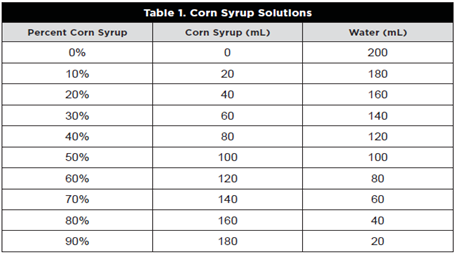 Table 1. Corn Syrup Solutions
Percent Corn Syrup Corn Syrup (mL) Water (mL)
0% 0 200
10% 20 180
20% 40 160
30% 60 140
40% 80 120
50% 100 100
60% 120 80
70% 140 60
80% 160 40
90% 180 20